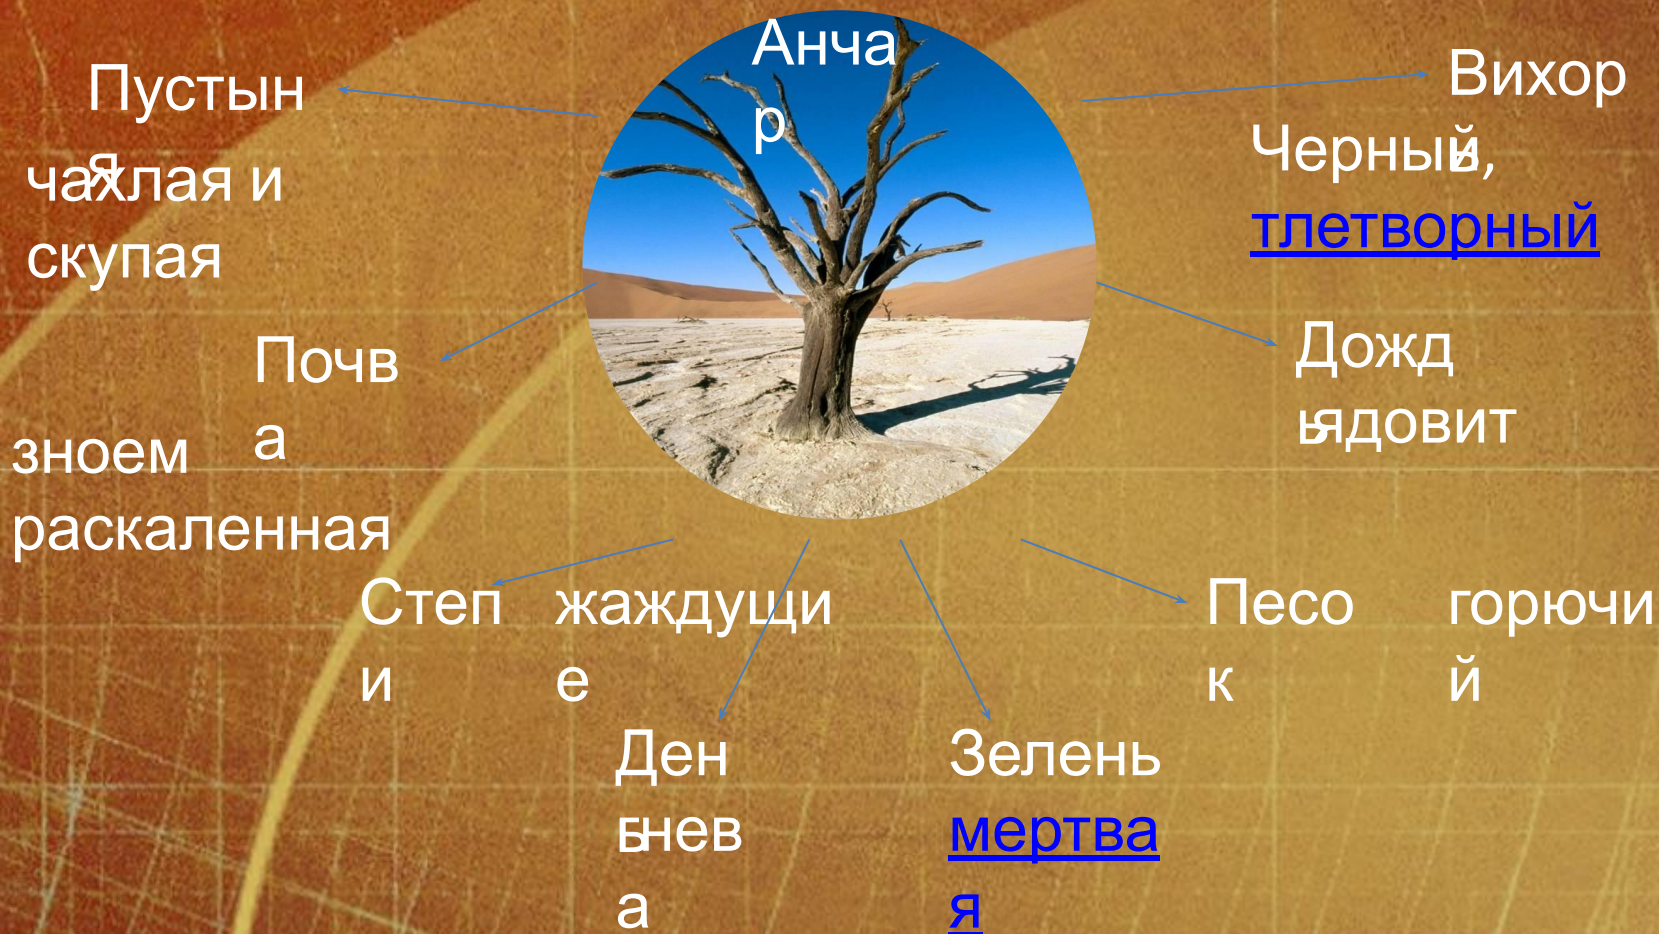 Анча
р
Пустын
я
чахлая и
скупая
Почв
а
зноем
раскаленная
Степ
и
жаждущи
е
Ден
ь
гнев
а
Зелень
мертва
я
Песо
к
горючи
й
Дожд
ь
ядовит
Вихор
ь
Черный,
тлетворный